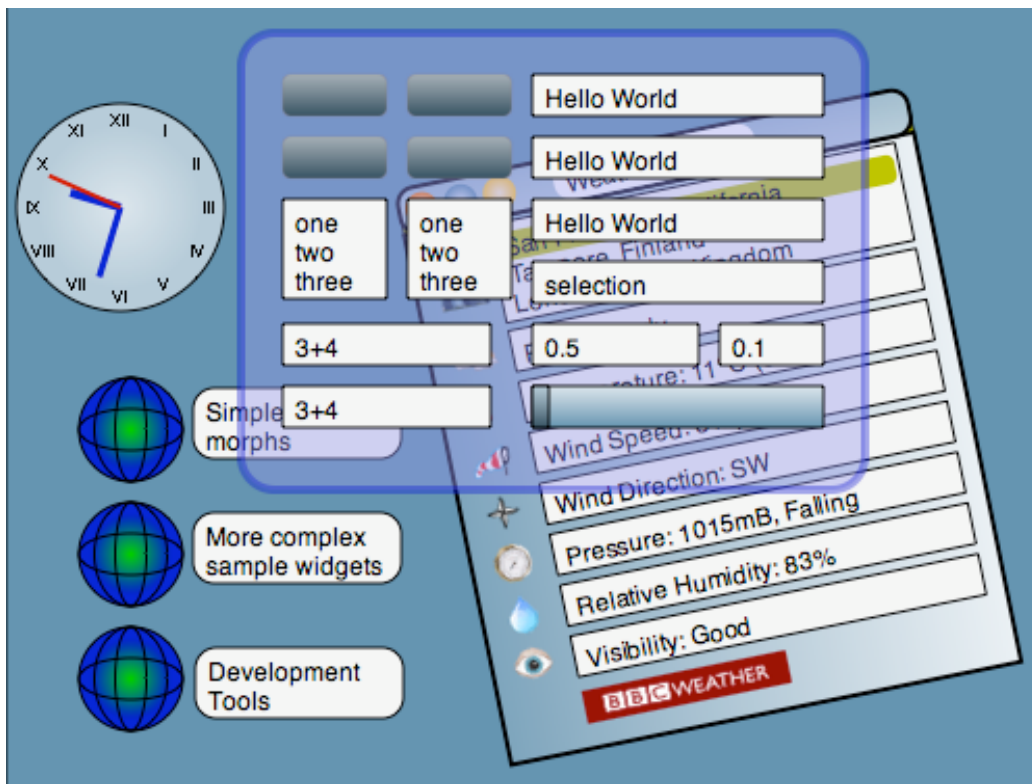 XII
I
II
III
IV
V
VI
VII
VIII
IX
X
XI
Hello World
Hello World
one
two
three
one
two
three
Hello World
selection
3+4
0.5
0.1
3+4
Finland
Wind Speed:
Wind Direction: SW
Pressure: 1015mB, Falling
Relative Humidity: 83%
Visibility: Good
BBC WEATHER
Simple
morphs
More complex
sample widgets
Development
Tools